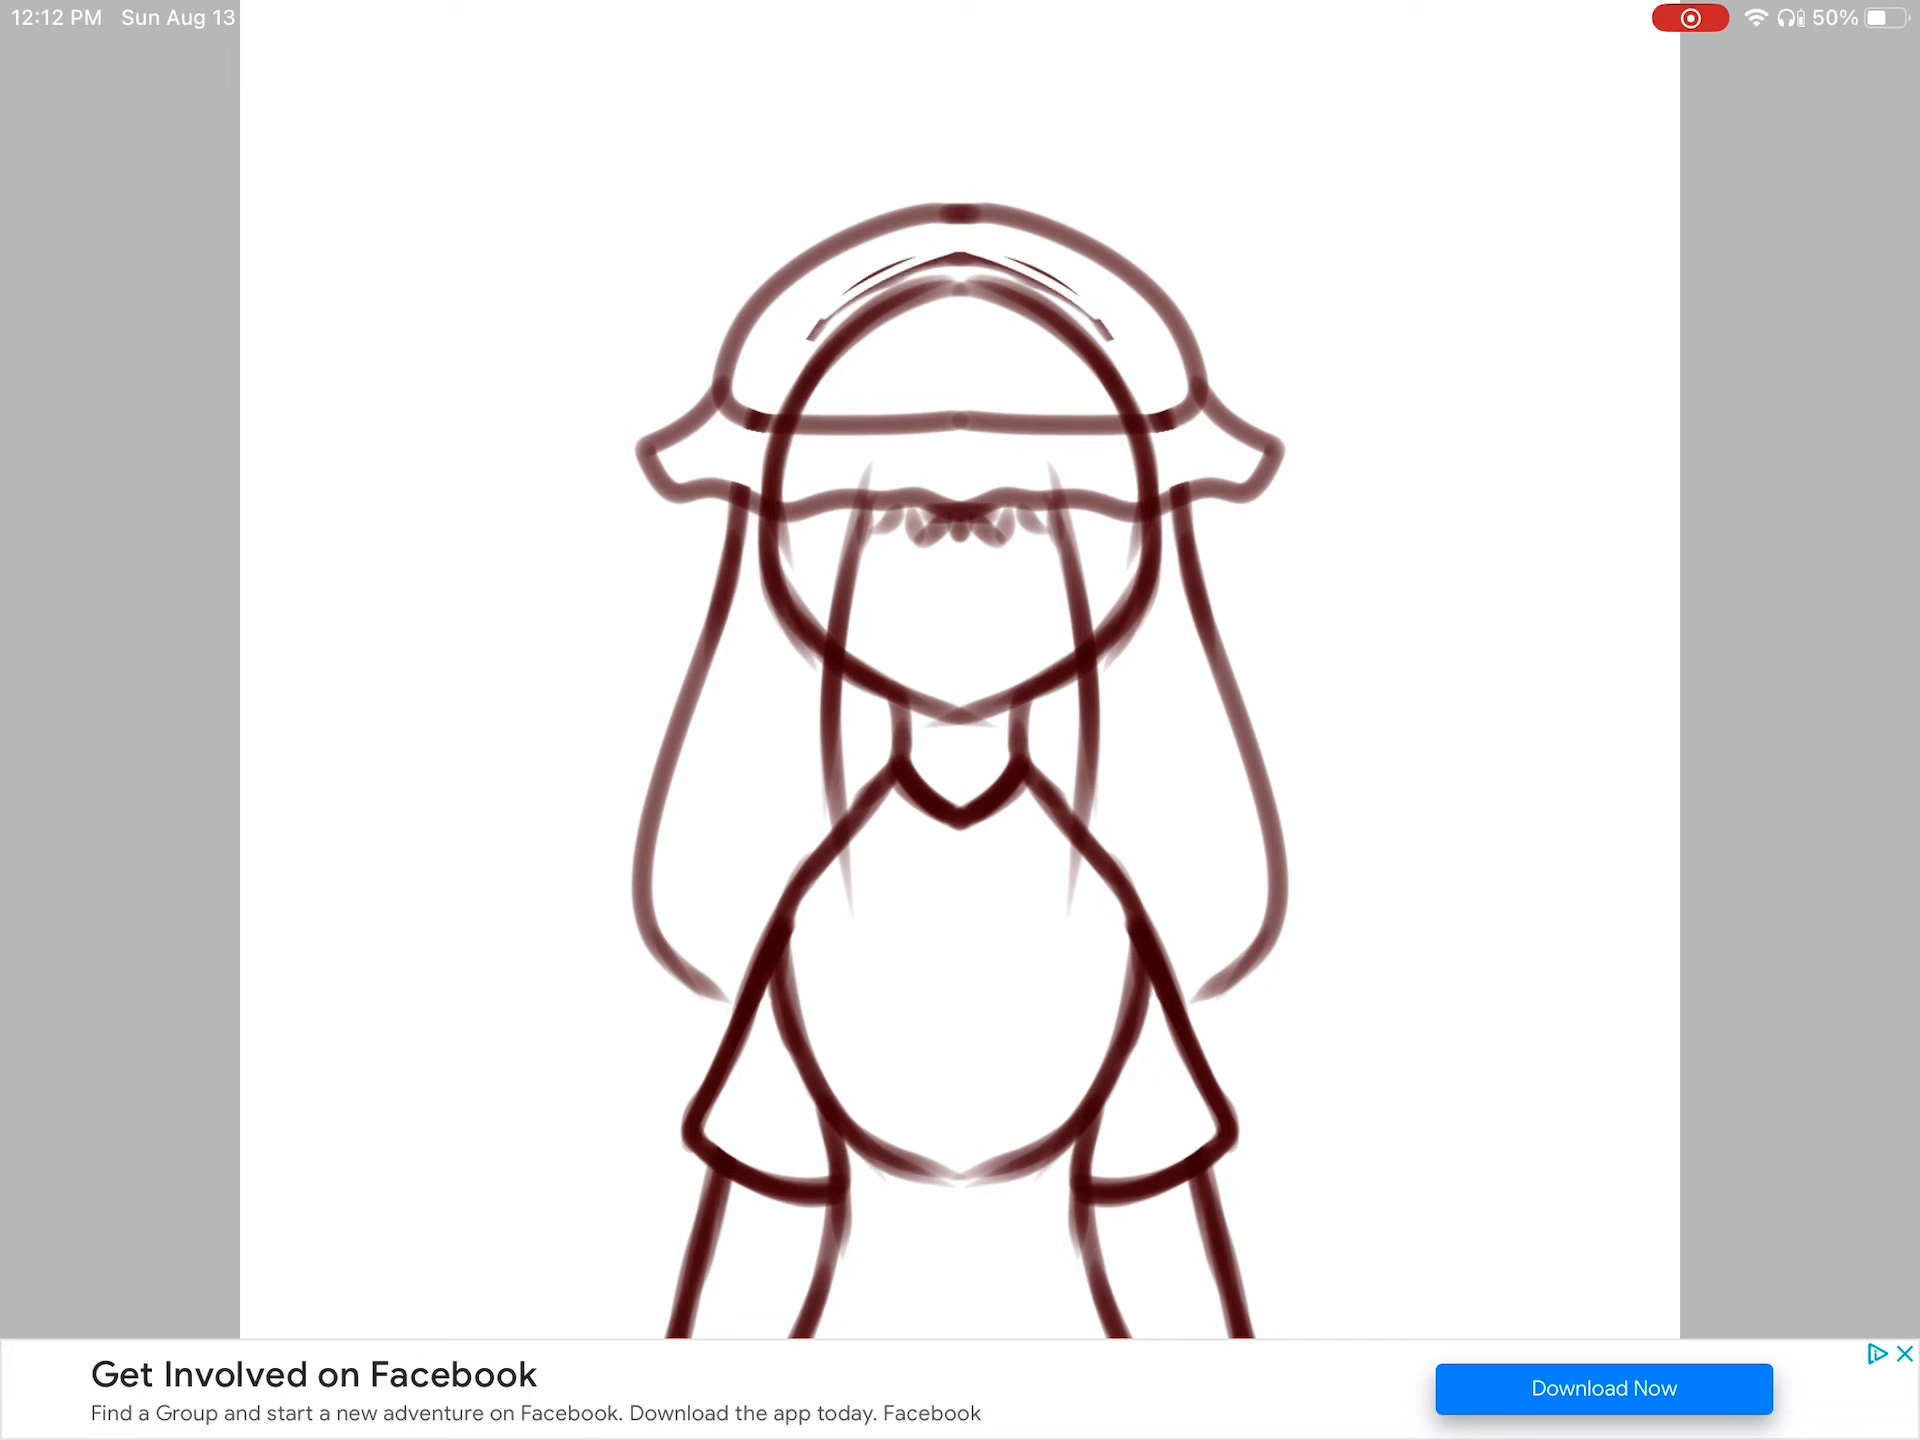 12:12 PM Sun Aug 13 50%
Get Involved on Facebook
Find a Group and start a new adventure on Facebook. Download the app today. Facebook
Download Now